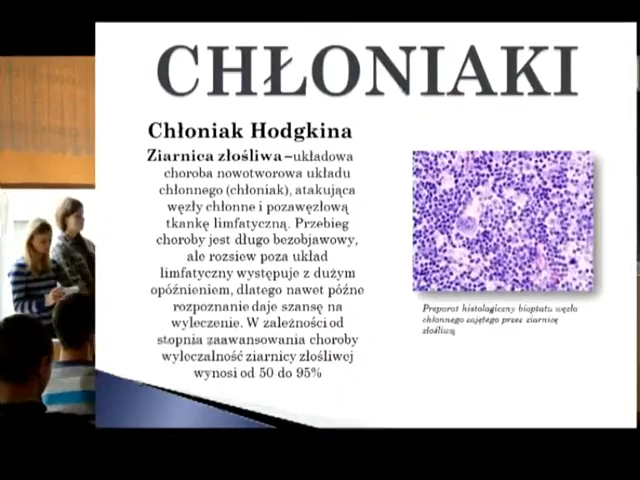 CHŁONIAKI
Chłoniak Hodgkina
Ziarnica złośliwa –układowa
choroba nowotworowa układu
chłonnego (chłoniak), atakująca
węzły chłonne i pozawęzłową
tkankę limfatyczną. Przebieg
choroby jest długo bezobjawowy,
ale rozsiew poza układ
limfatyczny występuje z dużym
opóźnieniem, dlatego nawet późne
rozpoznanie daje szansę na
wyleczenie. W zależności od
stopnia zaawansowania choroby
wyleczalność ziarnicy złośliwej
wynosi od 50 do 95%
Preparat histologiczny bioptatu węzła
chłonnego zajętego przez ziarnicę
złośliwą